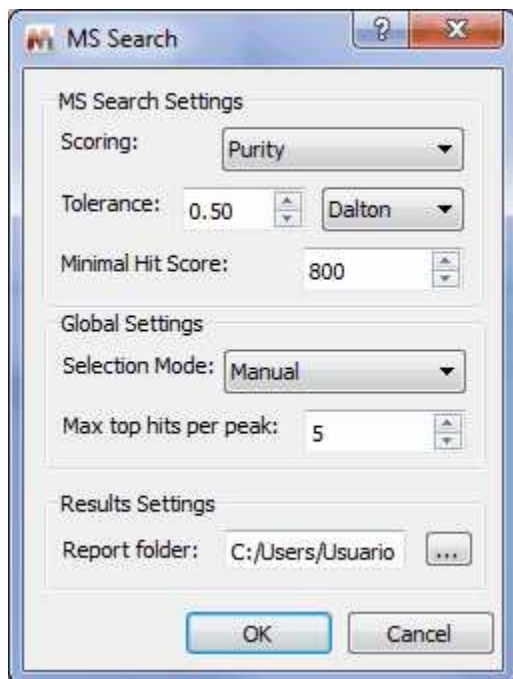 MS Search
MS Search Settings
Scoring: Purity
Tolerance: 0.50 Dalton
Minimal Hit Score: 800
Global Settings
Selection Mode: Manual
Max top hits per peak: 5
Results Settings
Report folder: C:/Users/Usuario ...
OK Cancel